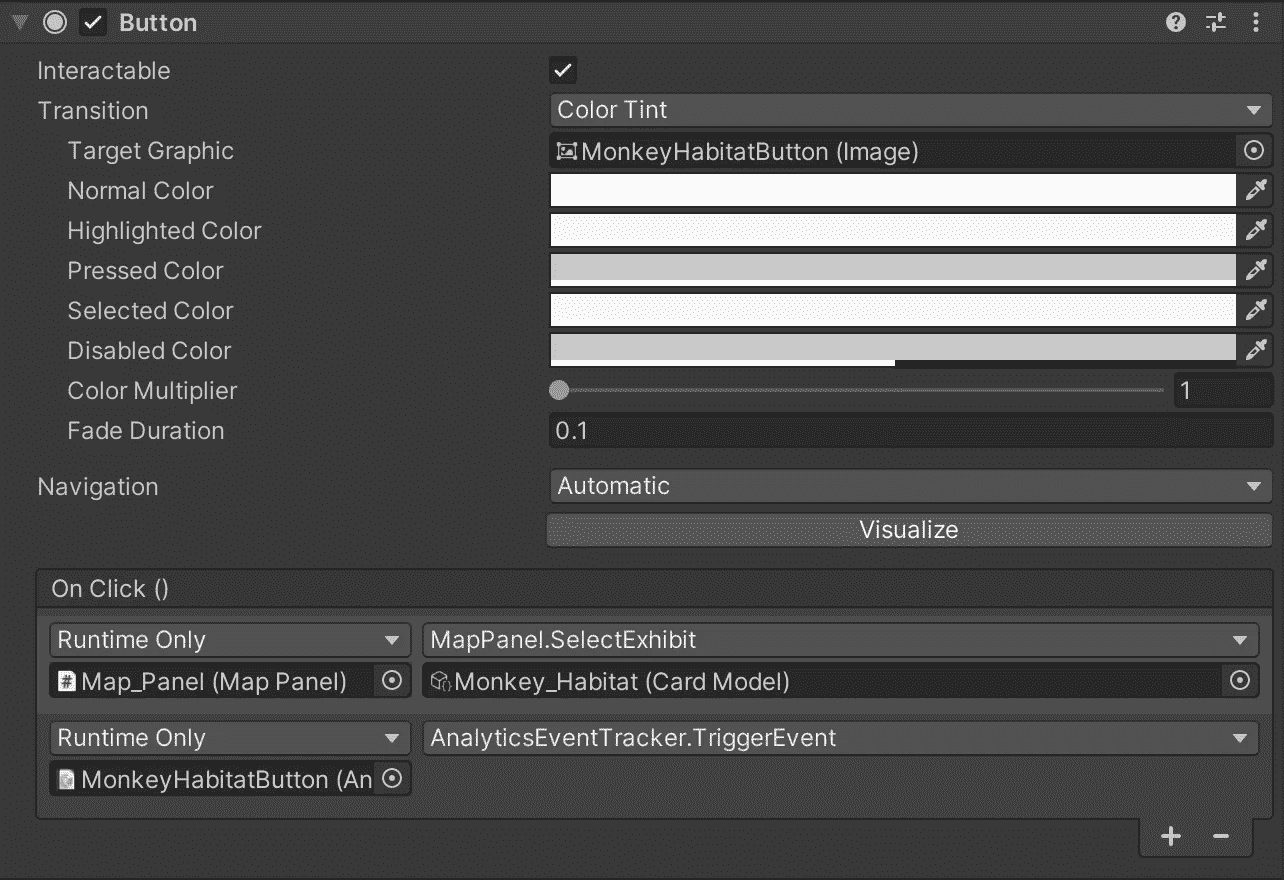 Button
Interactable
Transition Color Tint
Target Graphic MonkeyHabitatButton (Image)
Normal Color
Highlighted Color
Pressed Color
Selected Color
Disabled Color
Color Multiplier 1
Fade Duration 0.1
Navigation Automatic
Visualize
On Click ()
Runtime Only MapPanel.SelectExhibit
Map_Panel (Map Panel) Monkey_Habitat (Card Model)
Runtime Only AnalyticsEventTracker.TriggerEvent
MonkeyHabitatButton (An